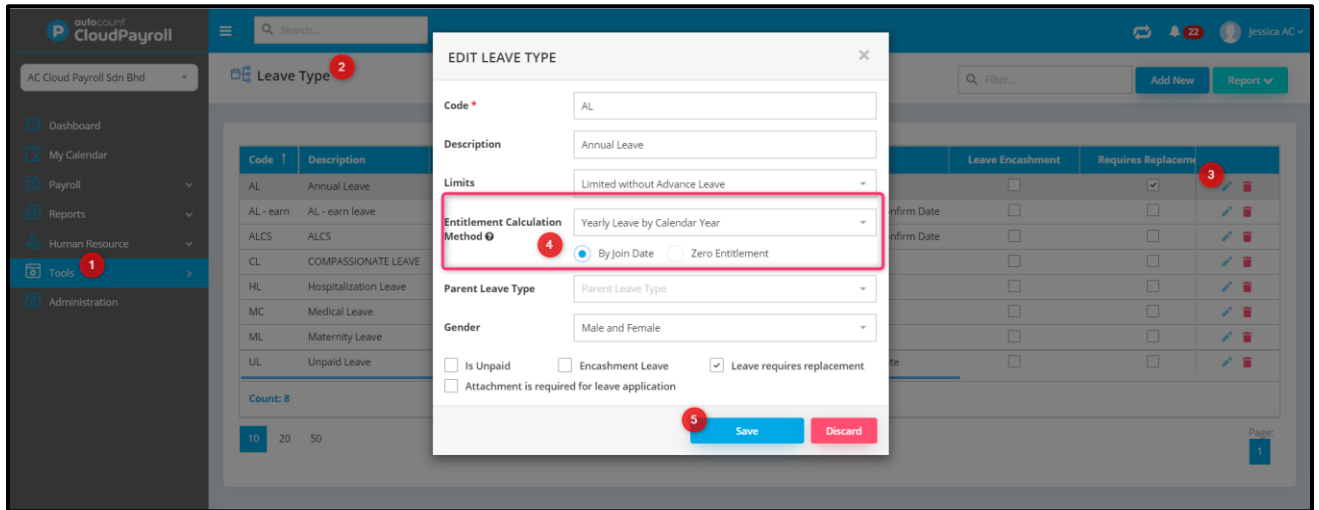 autocount
CloudPayroll
Search...
22
Jessica AC
AC Cloud Payroll Sdn Bhd
Leave Type
2
Filter...
Add New
Report
Dashboard
My Calendar
Payroll
Reports
Human Resource
Tools
1
Administration
Code ↑ Description Leave Encashment Requires Replaceme
3
AL Annual Leave
AL - earn AL - earn leave nfirm Date
ALCS ALCS nfirm Date
CL COMPASSIONATE LEAVE
HL Hospitalization Leave
MC Medical Leave
ML Maternity Leave
UL Unpaid Leave te
Count: 8
10 20 50
Page:
1
EDIT LEAVE TYPE
Code * AL
Description Annual Leave
Limits Limited without Advance Leave
Entitlement Calculation
Method Yearly Leave by Calendar Year
4
By Join Date Zero Entitlement
Parent Leave Type Parent Leave Type
Gender Male and Female
Is Unpaid Encashment Leave Leave requires replacement
Attachment is required for leave application
5
Save Discard